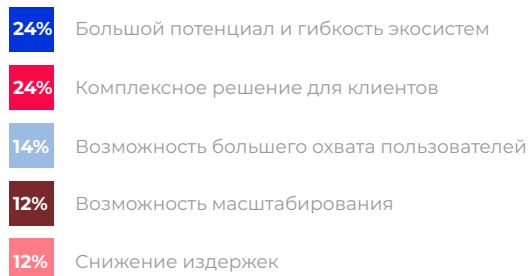 24% Большой потенциал и гибкость экосистем
24% Комплексное решение для клиентов
14% Возможность большего охвата пользователей
12% Возможность масштабирования
12% Снижение издержек